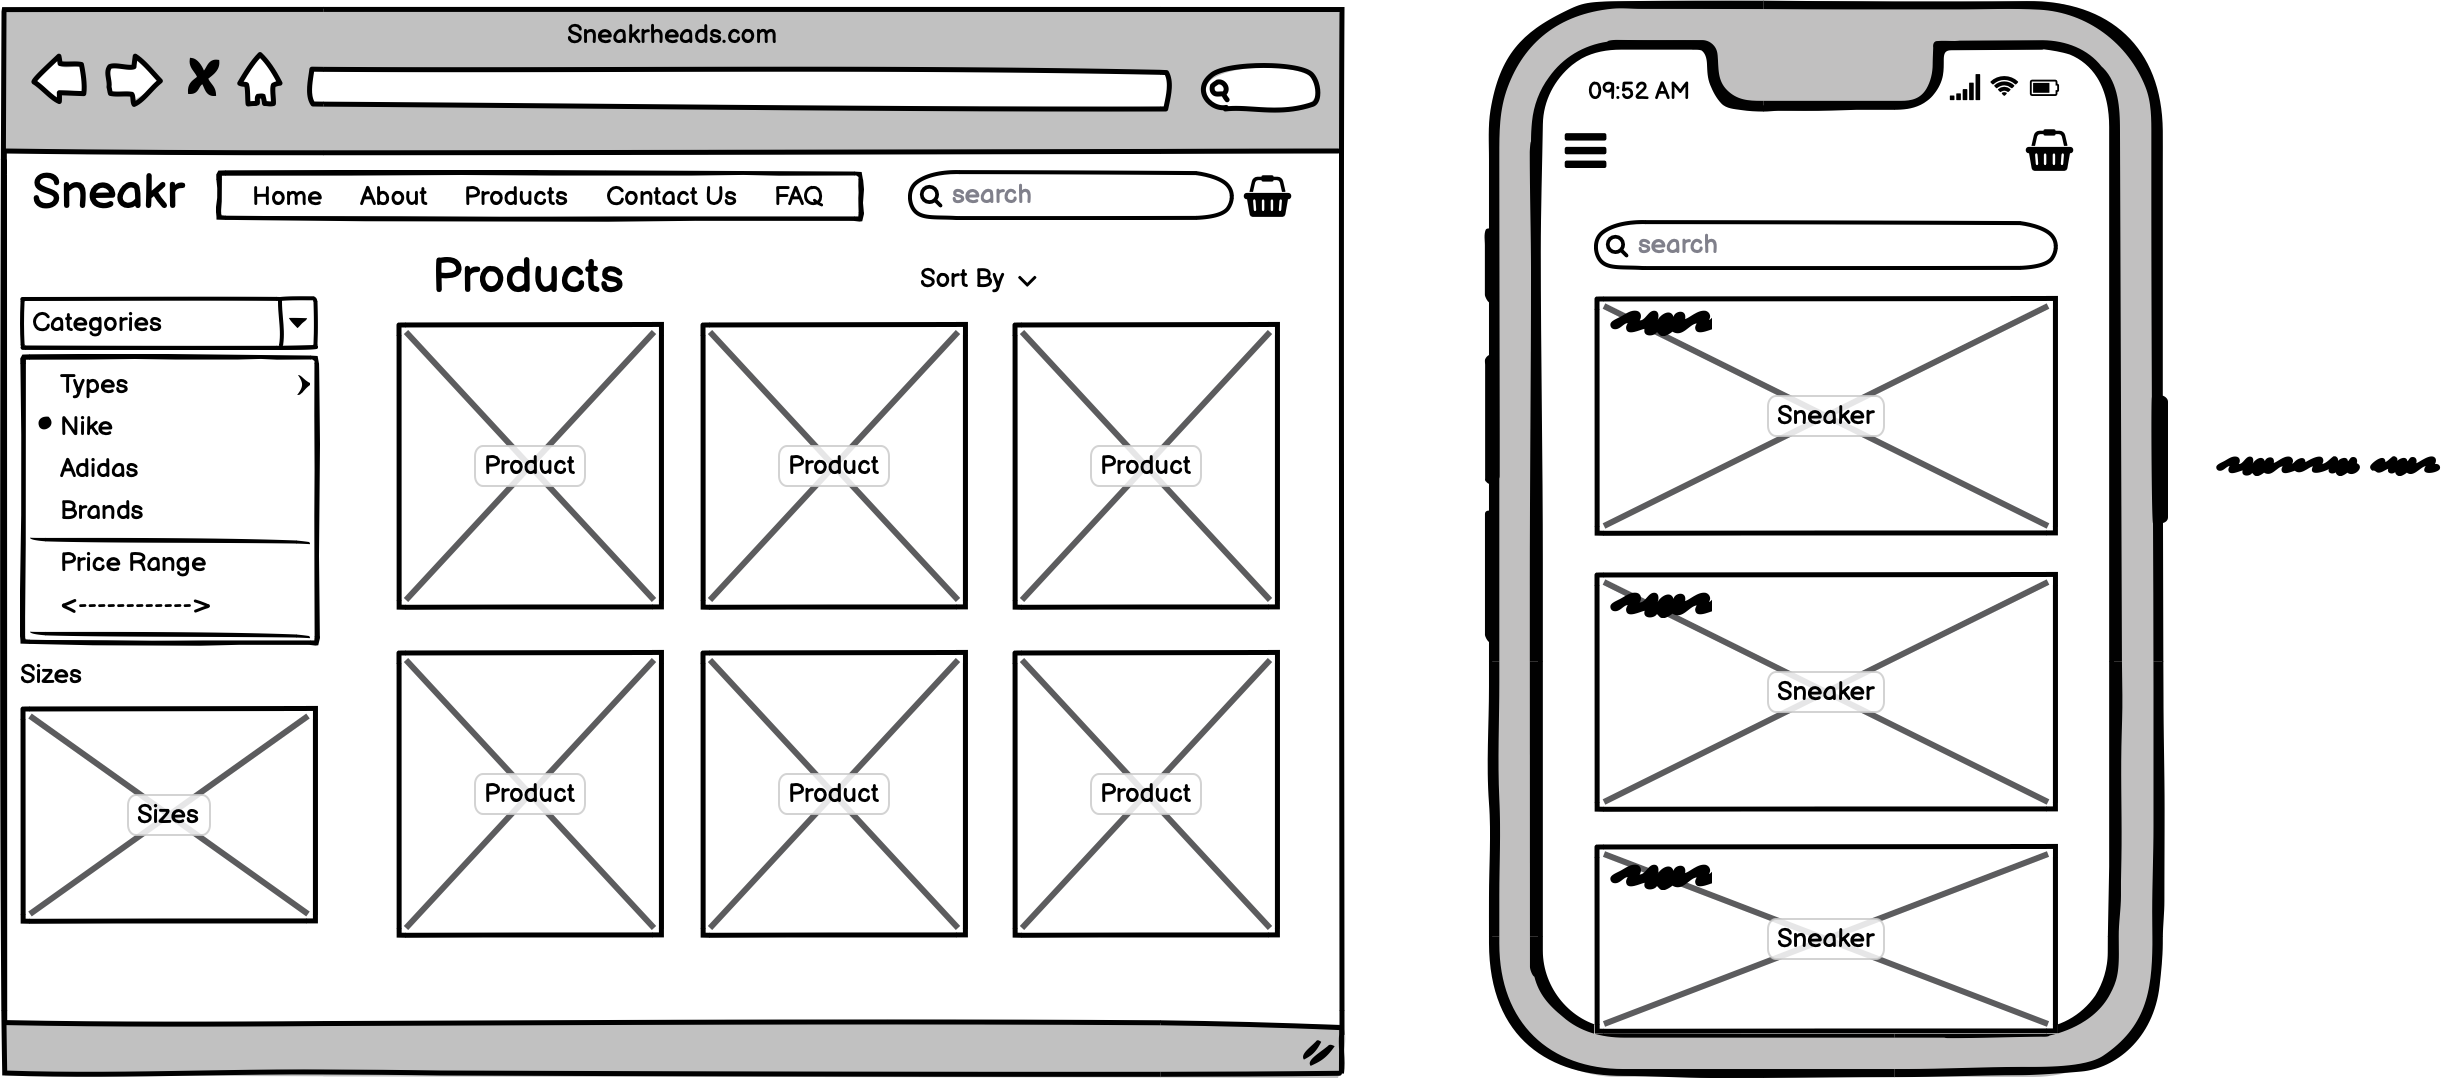 Sneakrheads.com
Sneakr
Home About Products Contact Us FAQ
search
Products
Sort By
Categories
Types
Nike
Adidas
Brands
Price Range
<------------>
Sizes
Sizes
Product Product Product
Product Product Product
09:52 AM
search
Sneaker
Sneaker
Sneaker